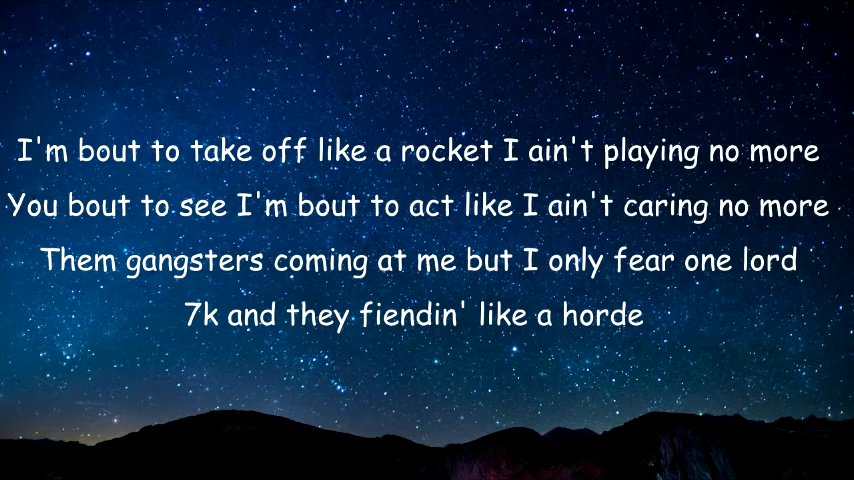 I'm bout to take off like a rocket I ain't playing no more
You bout to see I'm bout to act like I ain't caring no more
Them gangsters coming at me but I only fear one lord
7k and they fiendin' like a horde